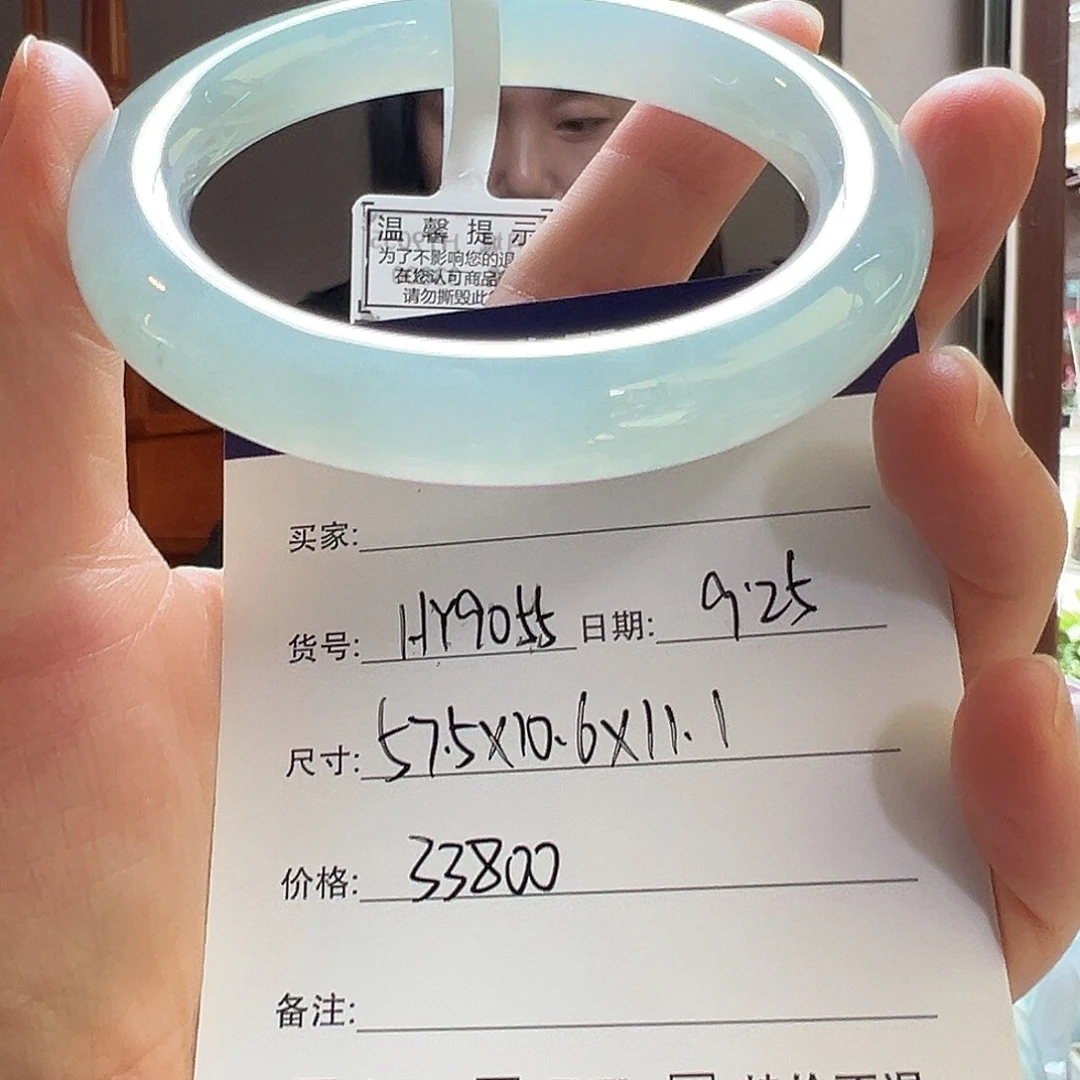 温馨提示
为了不影响您的退
在您认可商品
请勿撕毁此
买家:
货号: HY9055 日期: 9.25
尺寸: 57.5X10.6X11.1
价格: 33800
备注: